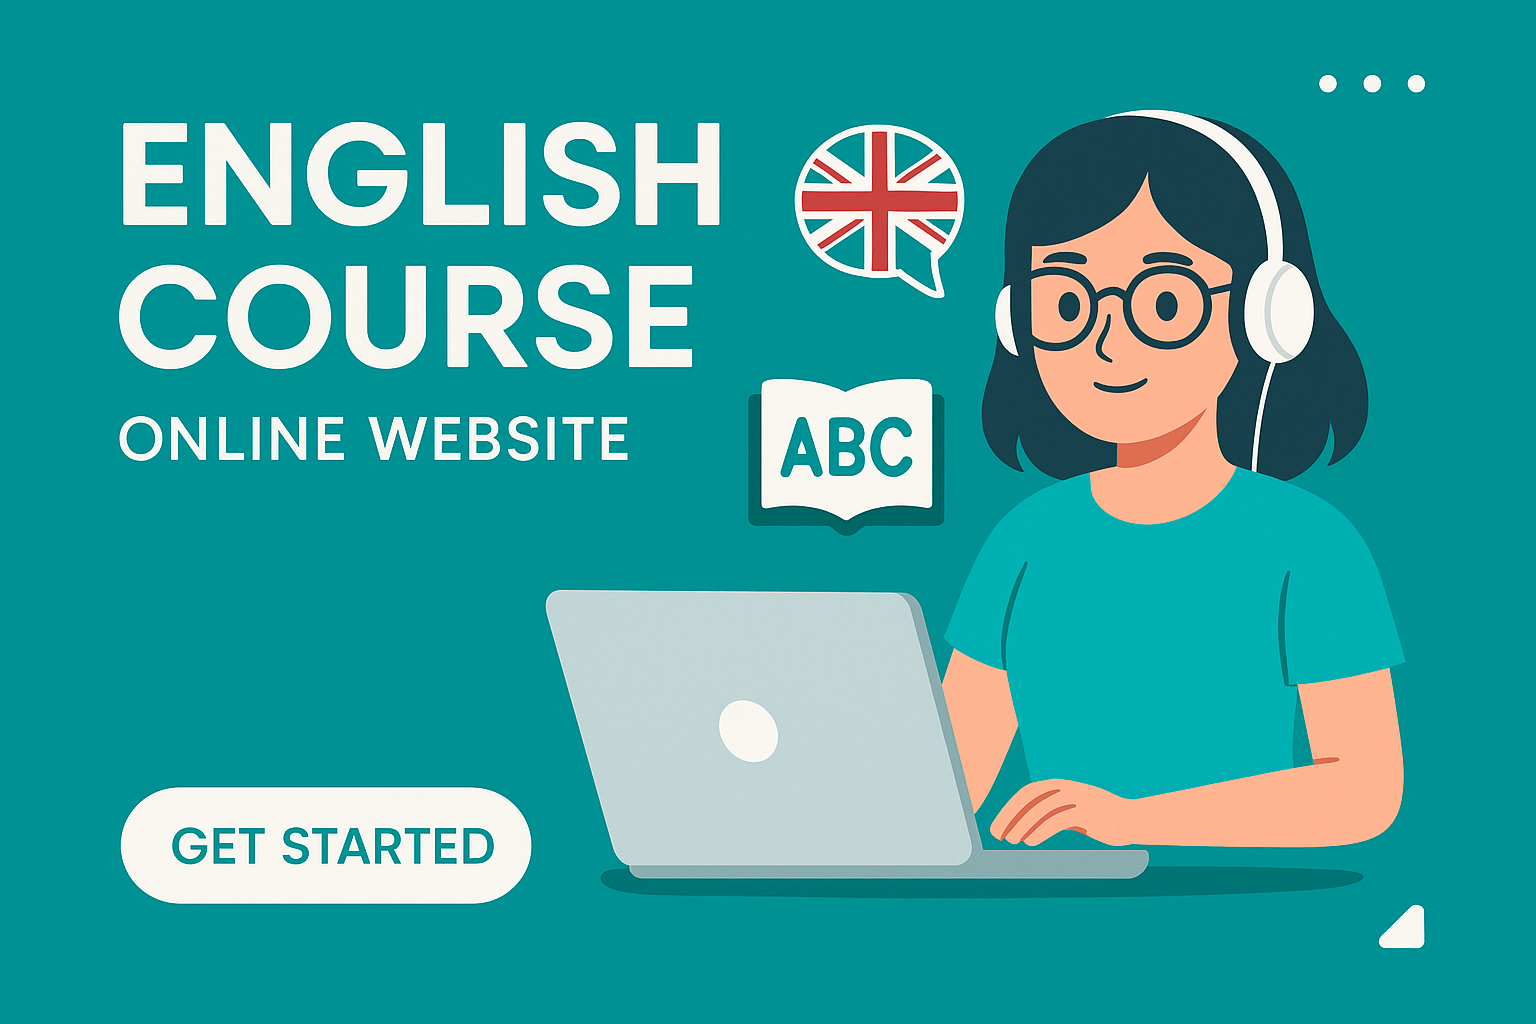 ENGLISH
COURSE
ONLINE WEBSITE
ABC
GET STARTED